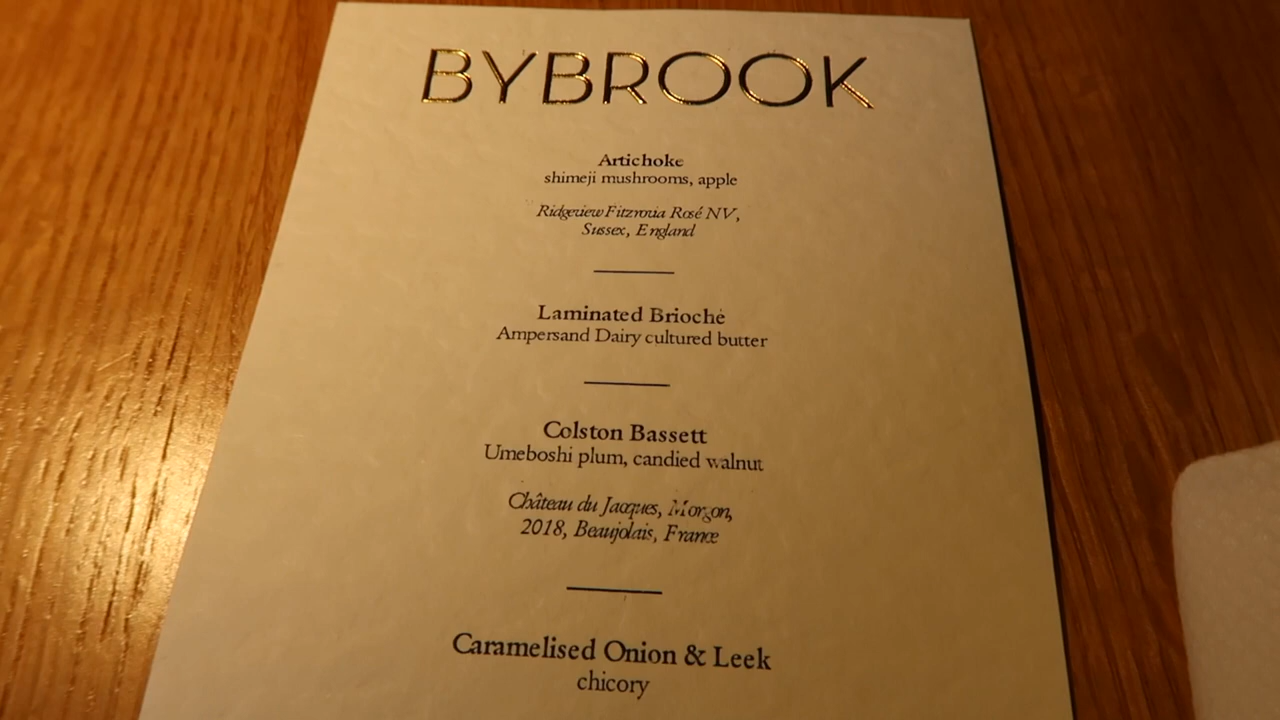 BYBROOK
Artichoke
shimeji mushrooms, apple
Ridgeview Fitzrovia Rosé NV,
Sussex, England
Laminated Brioche
Ampersand Dairy cultured butter
Colston Bassett
Umeboshi plum, candied walnut
Château du Jacques, Morgon,
2018, Beaujolais, France
Caramelised Onion & Leek
chicory